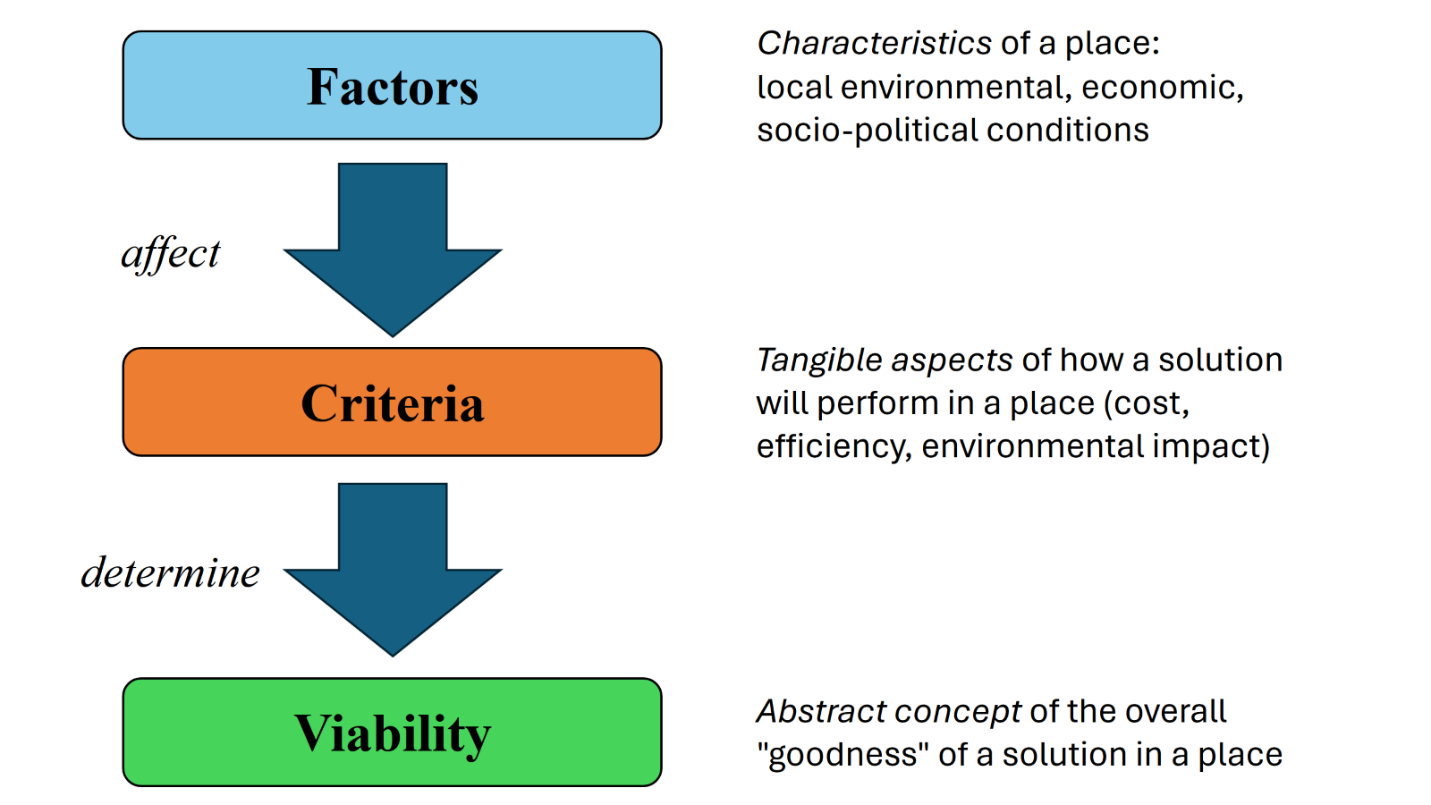 Factors
Characteristics of a place:
local environmental, economic,
socio-political conditions
affect
Criteria
Tangible aspects of how a solution
will perform in a place (cost,
efficiency, environmental impact)
determine
Viability
Abstract concept of the overall
"goodness" of a solution in a place